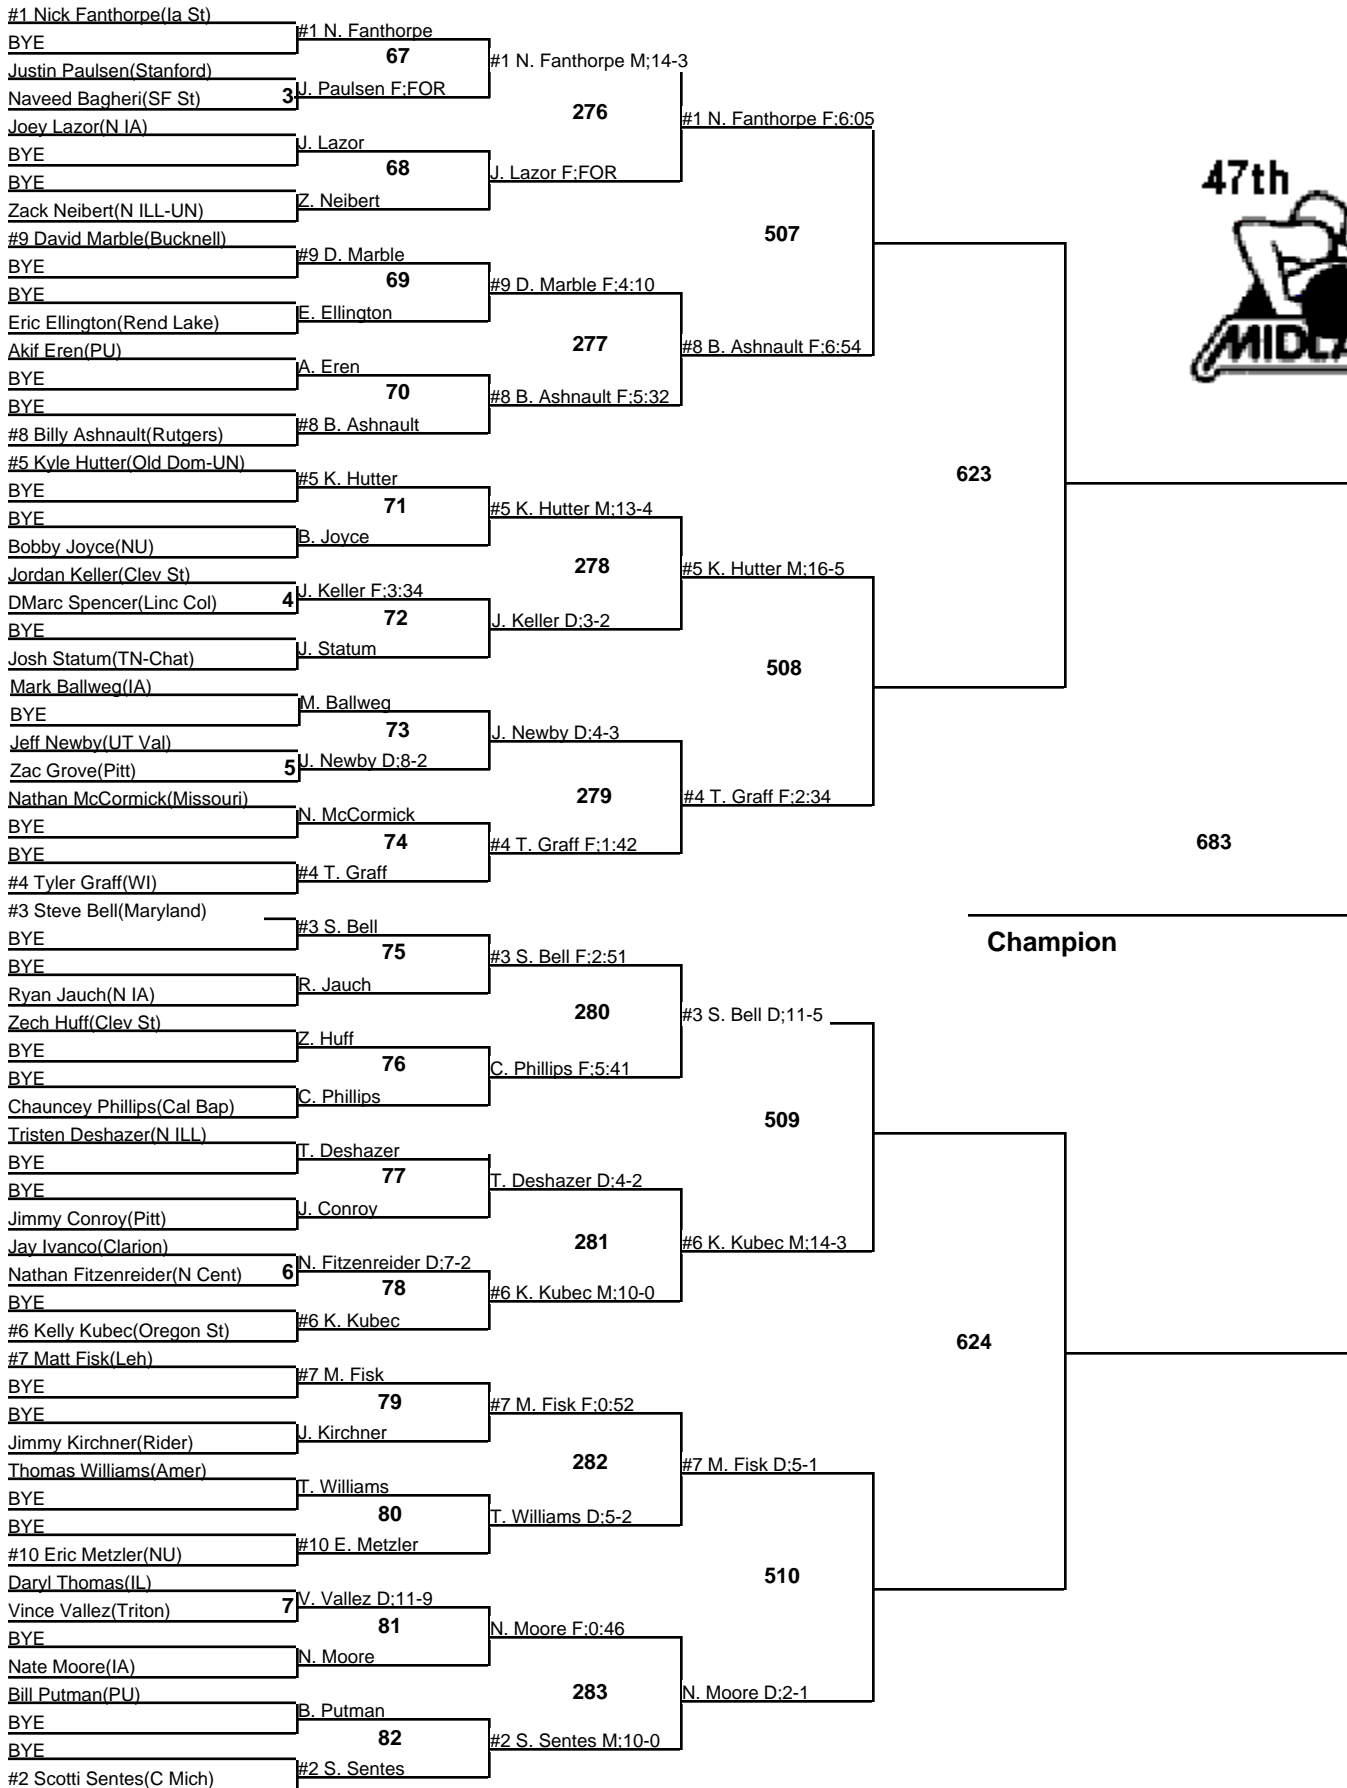 #1 Nick Fanthorpe(Ia St)
BYE
Justin Paulsen(Stanford)
Naveed Bagheri(SF St)
3
Joey Lazor(N IA)
BYE
BYE
Zack Neibert(N ILL-UN)
#9 David Marble(Bucknell)
BYE
BYE
Eric Ellington(Rend Lake)
Akif Eren(PU)
BYE
BYE
#8 Billy Ashnault(Rutgers)
#5 Kyle Hutter(Old Dom-UN)
BYE
BYE
Bobby Joyce(NU)
Jordan Keller(Clev St)
DMarc Spencer(Linc Col)
4
BYE
Josh Statum(TN-Chat)
Mark Ballweg(IA)
BYE
Jeff Newby(UT Val)
Zac Grove(Pitt)
5
Nathan McCormick(Missouri)
BYE
BYE
#4 Tyler Graff(WI)
#3 Steve Bell(Maryland)
BYE
BYE
Ryan Jauch(N IA)
Zech Huff(Clev St)
BYE
BYE
Chauncey Phillips(Cal Bap)
Tristen Deshazer(N ILL)
BYE
BYE
Jimmy Conroy(Pitt)
Jay Ivanco(Clarion)
Nathan Fitzenreider(N Cent)
6
BYE
#6 Kelly Kubec(Oregon St)
#7 Matt Fisk(Leh)
BYE
BYE
Jimmy Kirchner(Rider)
Thomas Williams(Amer)
BYE
BYE
#10 Eric Metzler(NU)
Daryl Thomas(IL)
Vince Vallez(Triton)
7
BYE
Nate Moore(IA)
Bill Putman(PU)
BYE
BYE
#2 Scotti Sentes(C Mich)
#1 N. Fanthorpe
67
J. Paulsen F;FOR
J. Lazor
68
Z. Neibert
#9 D. Marble
69
E. Ellington
A. Eren
70
#8 B. Ashnault
#5 K. Hutter
71
B. Joyce
J. Keller F;3:34
72
J. Statum
M. Ballweg
73
J. Newby D;8-2
N. McCormick
74
#4 T. Graff
#3 S. Bell
75
R. Jauch
Z. Huff
76
C. Phillips
T. Deshazer
77
J. Conroy
N. Fitzenreider D;7-2
78
#6 K. Kubec
#7 M. Fisk
79
J. Kirchner
T. Williams
80
#10 E. Metzler
V. Vallez D;11-9
81
N. Moore
B. Putman
82
#2 S. Sentes
#1 N. Fanthorpe M;14-3
276
J. Lazor F;FOR
#9 D. Marble F;4:10
277
#8 B. Ashnault F;5:32
#5 K. Hutter M;13-4
278
J. Keller D;3-2
J. Newby D;4-3
279
#4 T. Graff F;1:42
#3 S. Bell F;2:51
280
C. Phillips F;5:41
T. Deshazer D;4-2
281
#6 K. Kubec M;10-0
#7 M. Fisk F;0:52
282
T. Williams D;5-2
N. Moore F;0:46
283
#2 S. Sentes M;10-0
#1 N. Fanthorpe F;6:05
507
#8 B. Ashnault F;6:54
#5 K. Hutter M;16-5
508
#4 T. Graff F;2:34
#3 S. Bell D;11-5
509
#6 K. Kubec M;14-3
#7 M. Fisk D;5-1
510
N. Moore D;2-1
623
624
47th
683
Champion